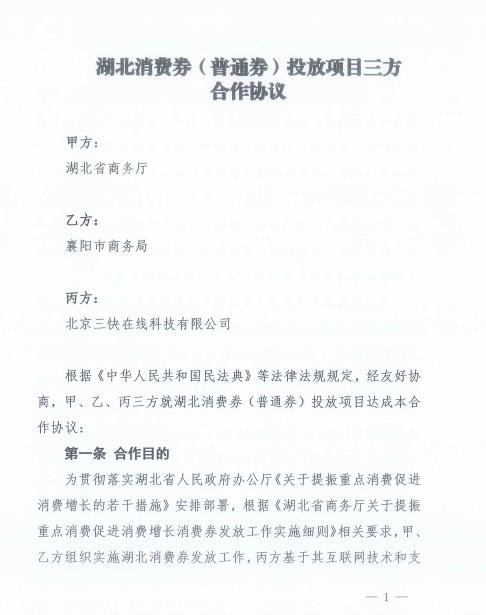 湖北消费券（普通券）投放项目三方
合作协议
甲方：
湖北省商务厅
乙方：
襄阳市商务局
丙方：
北京三快在线科技有限公司
根据《中华人民共和国民法典》等法律法规规定，经友好协
商，甲、乙、丙三方就湖北消费券（普通券）投放项目达成本合
作协议：
第一条 合作目的
为贯彻落实湖北省人民政府办公厅《关于提振重点消费促进
消费增长的若干措施》安排部署，根据《湖北省商务厅关于提振
重点消费促进消费增长消费券发放工作实施细则》相关要求，甲、
乙方组织实施湖北消费券发放工作，丙方基于其互联网技术和支
— 1 —